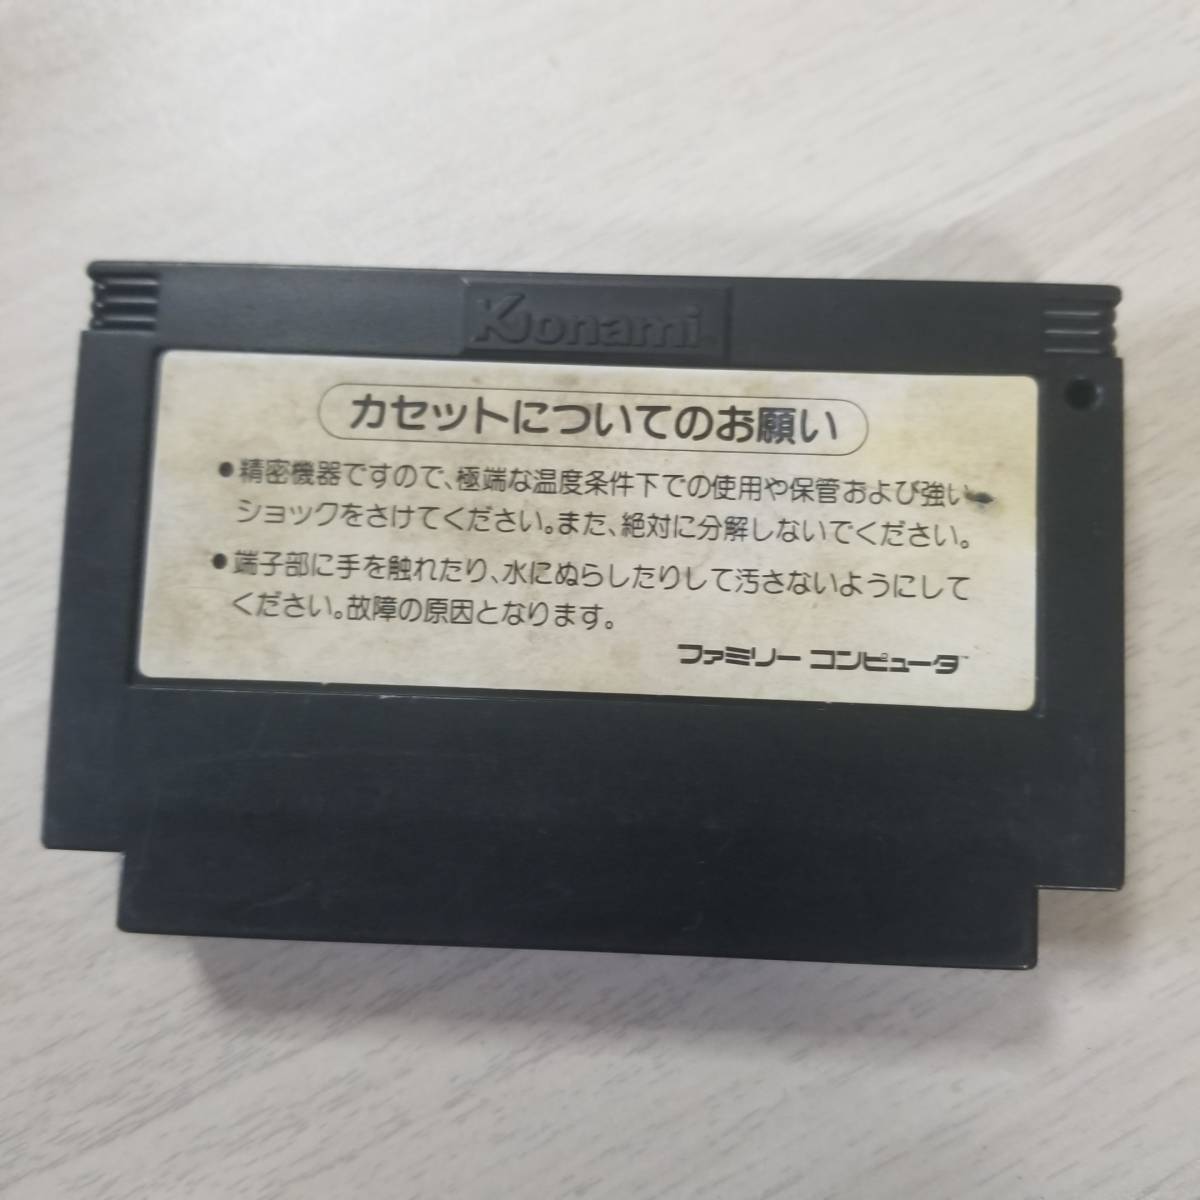 Konami
カセットについてのお願い
●精密機器ですので、極端な温度条件下での使用や保管および強い
ショックをさけてください。また、絶対に分解しないでください。
●端子部に手を触れたり、水にぬらしたりして汚さないようにして
ください。故障の原因となります。
ファミリーコンピュータ™